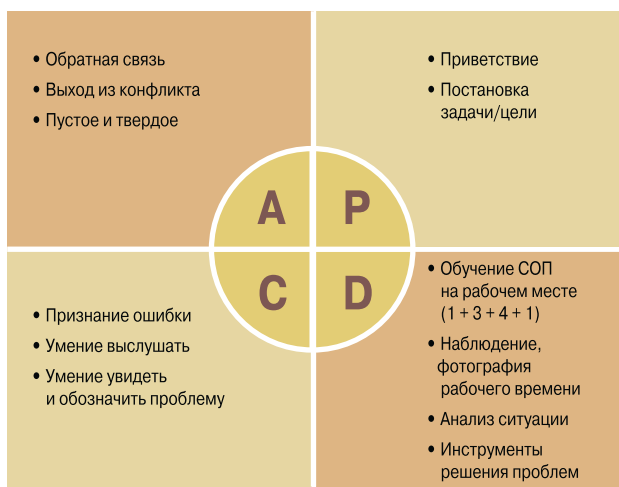 • Обратная связь
• Выход из конфликта
• Пустое и твердое
• Приветствие
• Постановка
задачи/цели
A
P
C
D
• Признание ошибки
• Умение выслушать
• Умение увидеть
и обозначить проблему
• Обучение СОП
на рабочем месте
(1 + 3 + 4 + 1)
• Наблюдение,
фотография
рабочего времени
• Анализ ситуации
• Инструменты
решения проблем